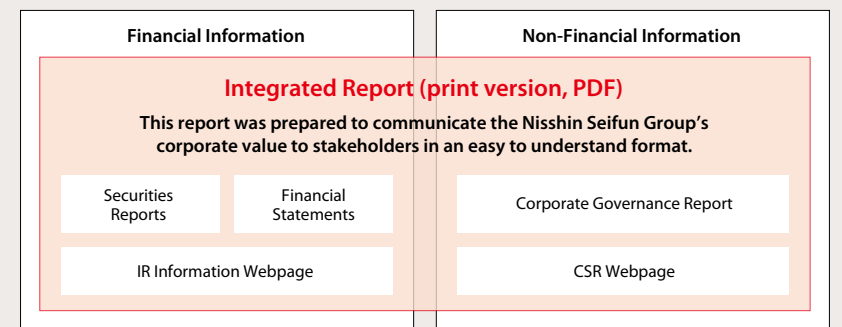 Financial Information
Non-Financial Information
Integrated Report (print version, PDF)
This report was prepared to communicate the Nisshin Seifun Group’s
corporate value to stakeholders in an easy to understand format.
Securities
Reports
Financial
Statements
Corporate Governance Report
IR Information Webpage
CSR Webpage